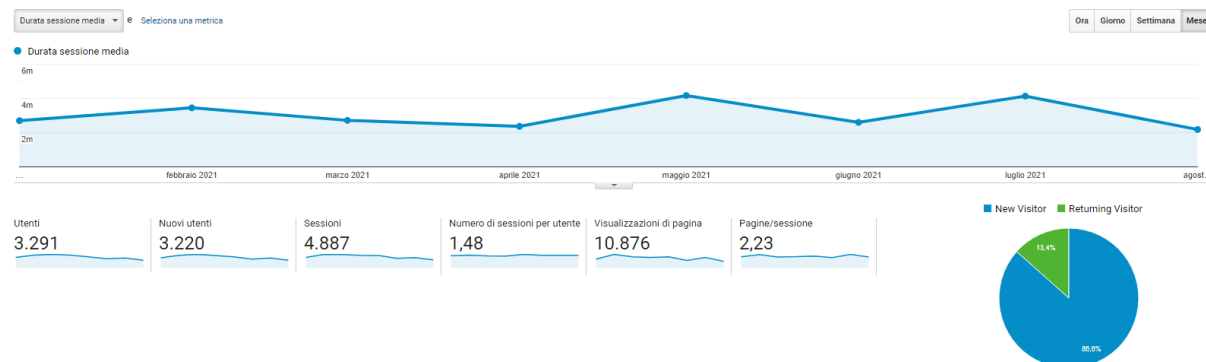 Durata sessione media e Seleziona una metrica
Ora Giorno Settimana Mese
Durata sessione media
6m
4m
2m
... febbraio 2021 marzo 2021 aprile 2021 maggio 2021 giugno 2021 luglio 2021 agost.
New Visitor Returning Visitor
Utenti
3.291
Nuovi utenti
3.220
Sessioni
4.887
Numero di sessioni per utente
1,48
Visualizzazioni di pagina
10.876
Pagine/sessione
2,23
13,4%
86,6%